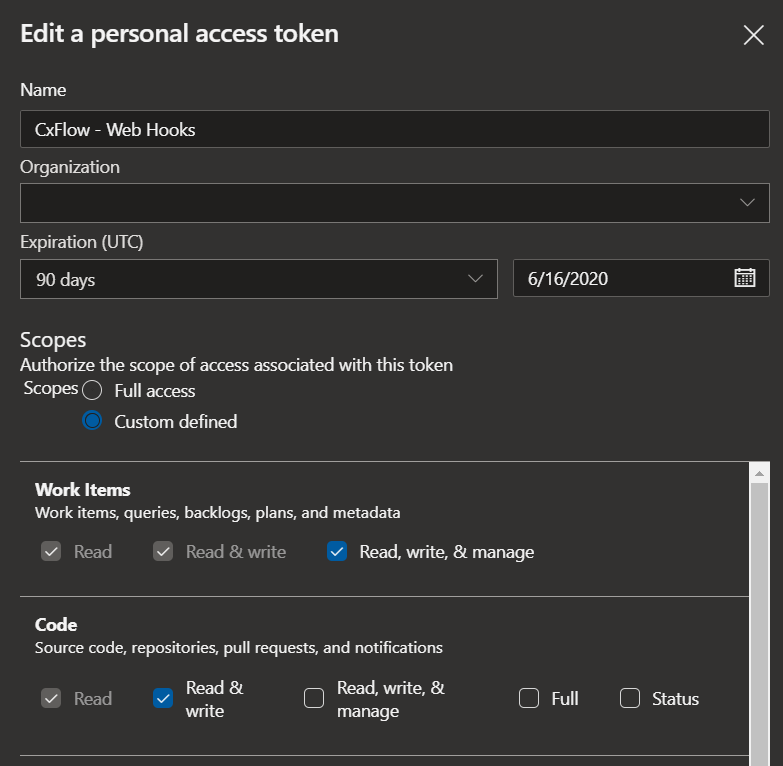 Edit a personal access token
Name
CxFlow - Web Hooks
Organization
Expiration (UTC)
90 days
6/16/2020
Scopes
Authorize the scope of access associated with this token
Scopes
Full access
Custom defined
Work Items
Work items, queries, backlogs, plans, and metadata
Read
Read & write
Read, write, & manage
Code
Source code, repositories, pull requests, and notifications
Read
Read &
write
Read, write, &
manage
Full
Status